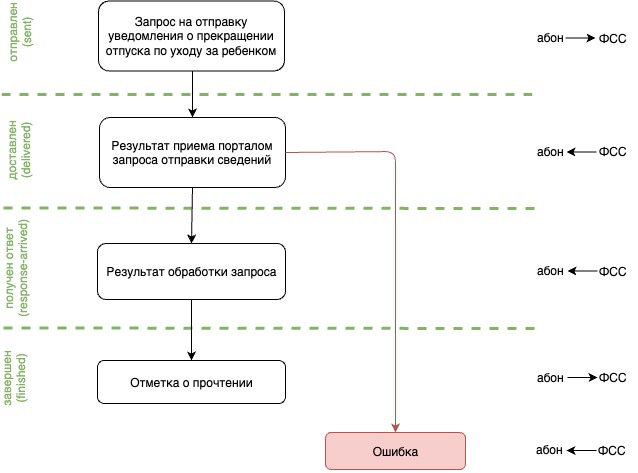 отправлен
(sent)
Запрос на отправку
уведомления о прекращении
отпуска по уходу за ребенком
абон ФСС
доставлен
(delivered)
Результат приема порталом
запроса отправки сведений
абон ФСС
получен ответ
(response-arrived)
Результат обработки запроса
абон ФСС
завершен
(finished)
Отметка о прочтении
абон ФСС
Ошибка
абон ФСС